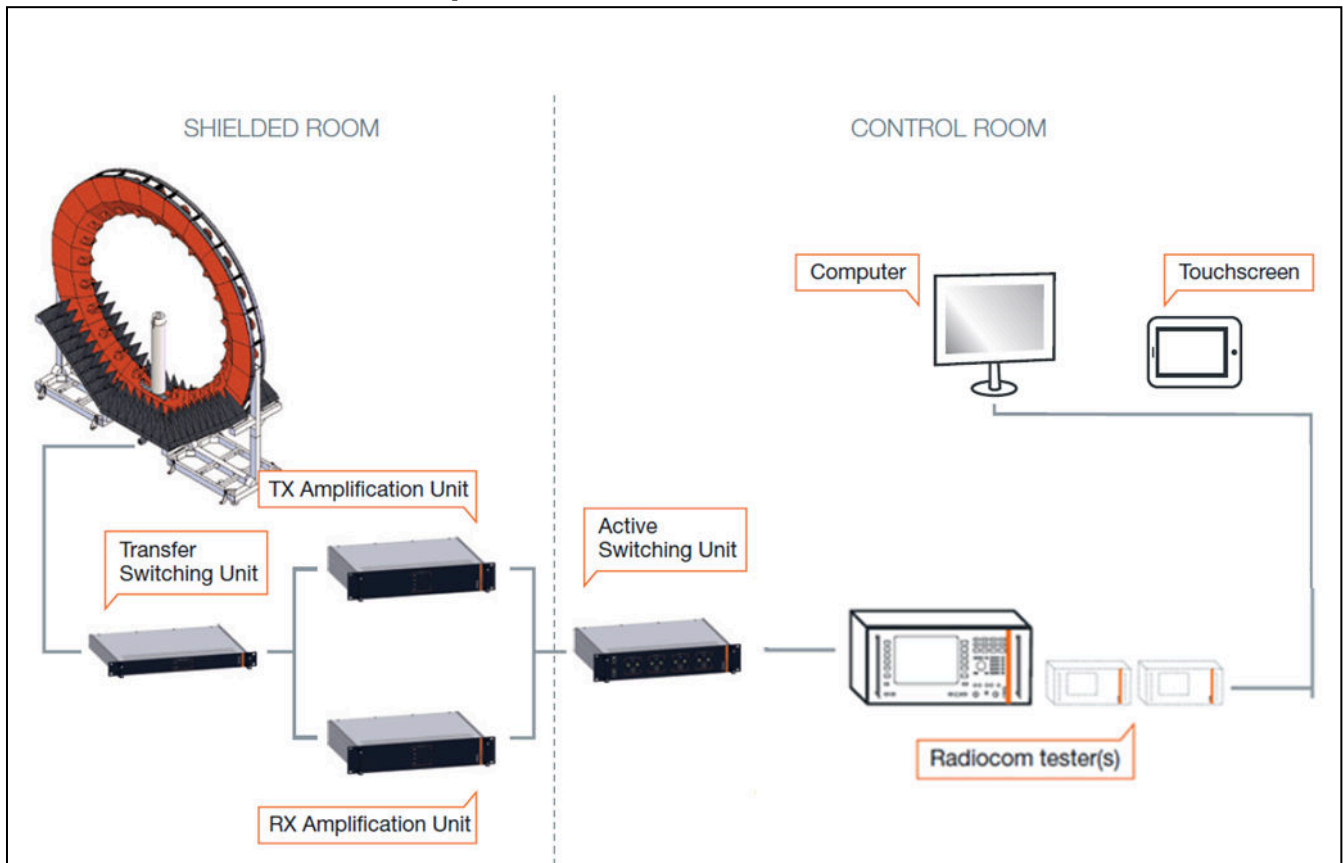 SHIELDED ROOM
CONTROL ROOM
Computer
Touchscreen
TX Amplification Unit
Transfer
Switching Unit
Active
Switching Unit
Radiocom tester(s)
RX Amplification Unit